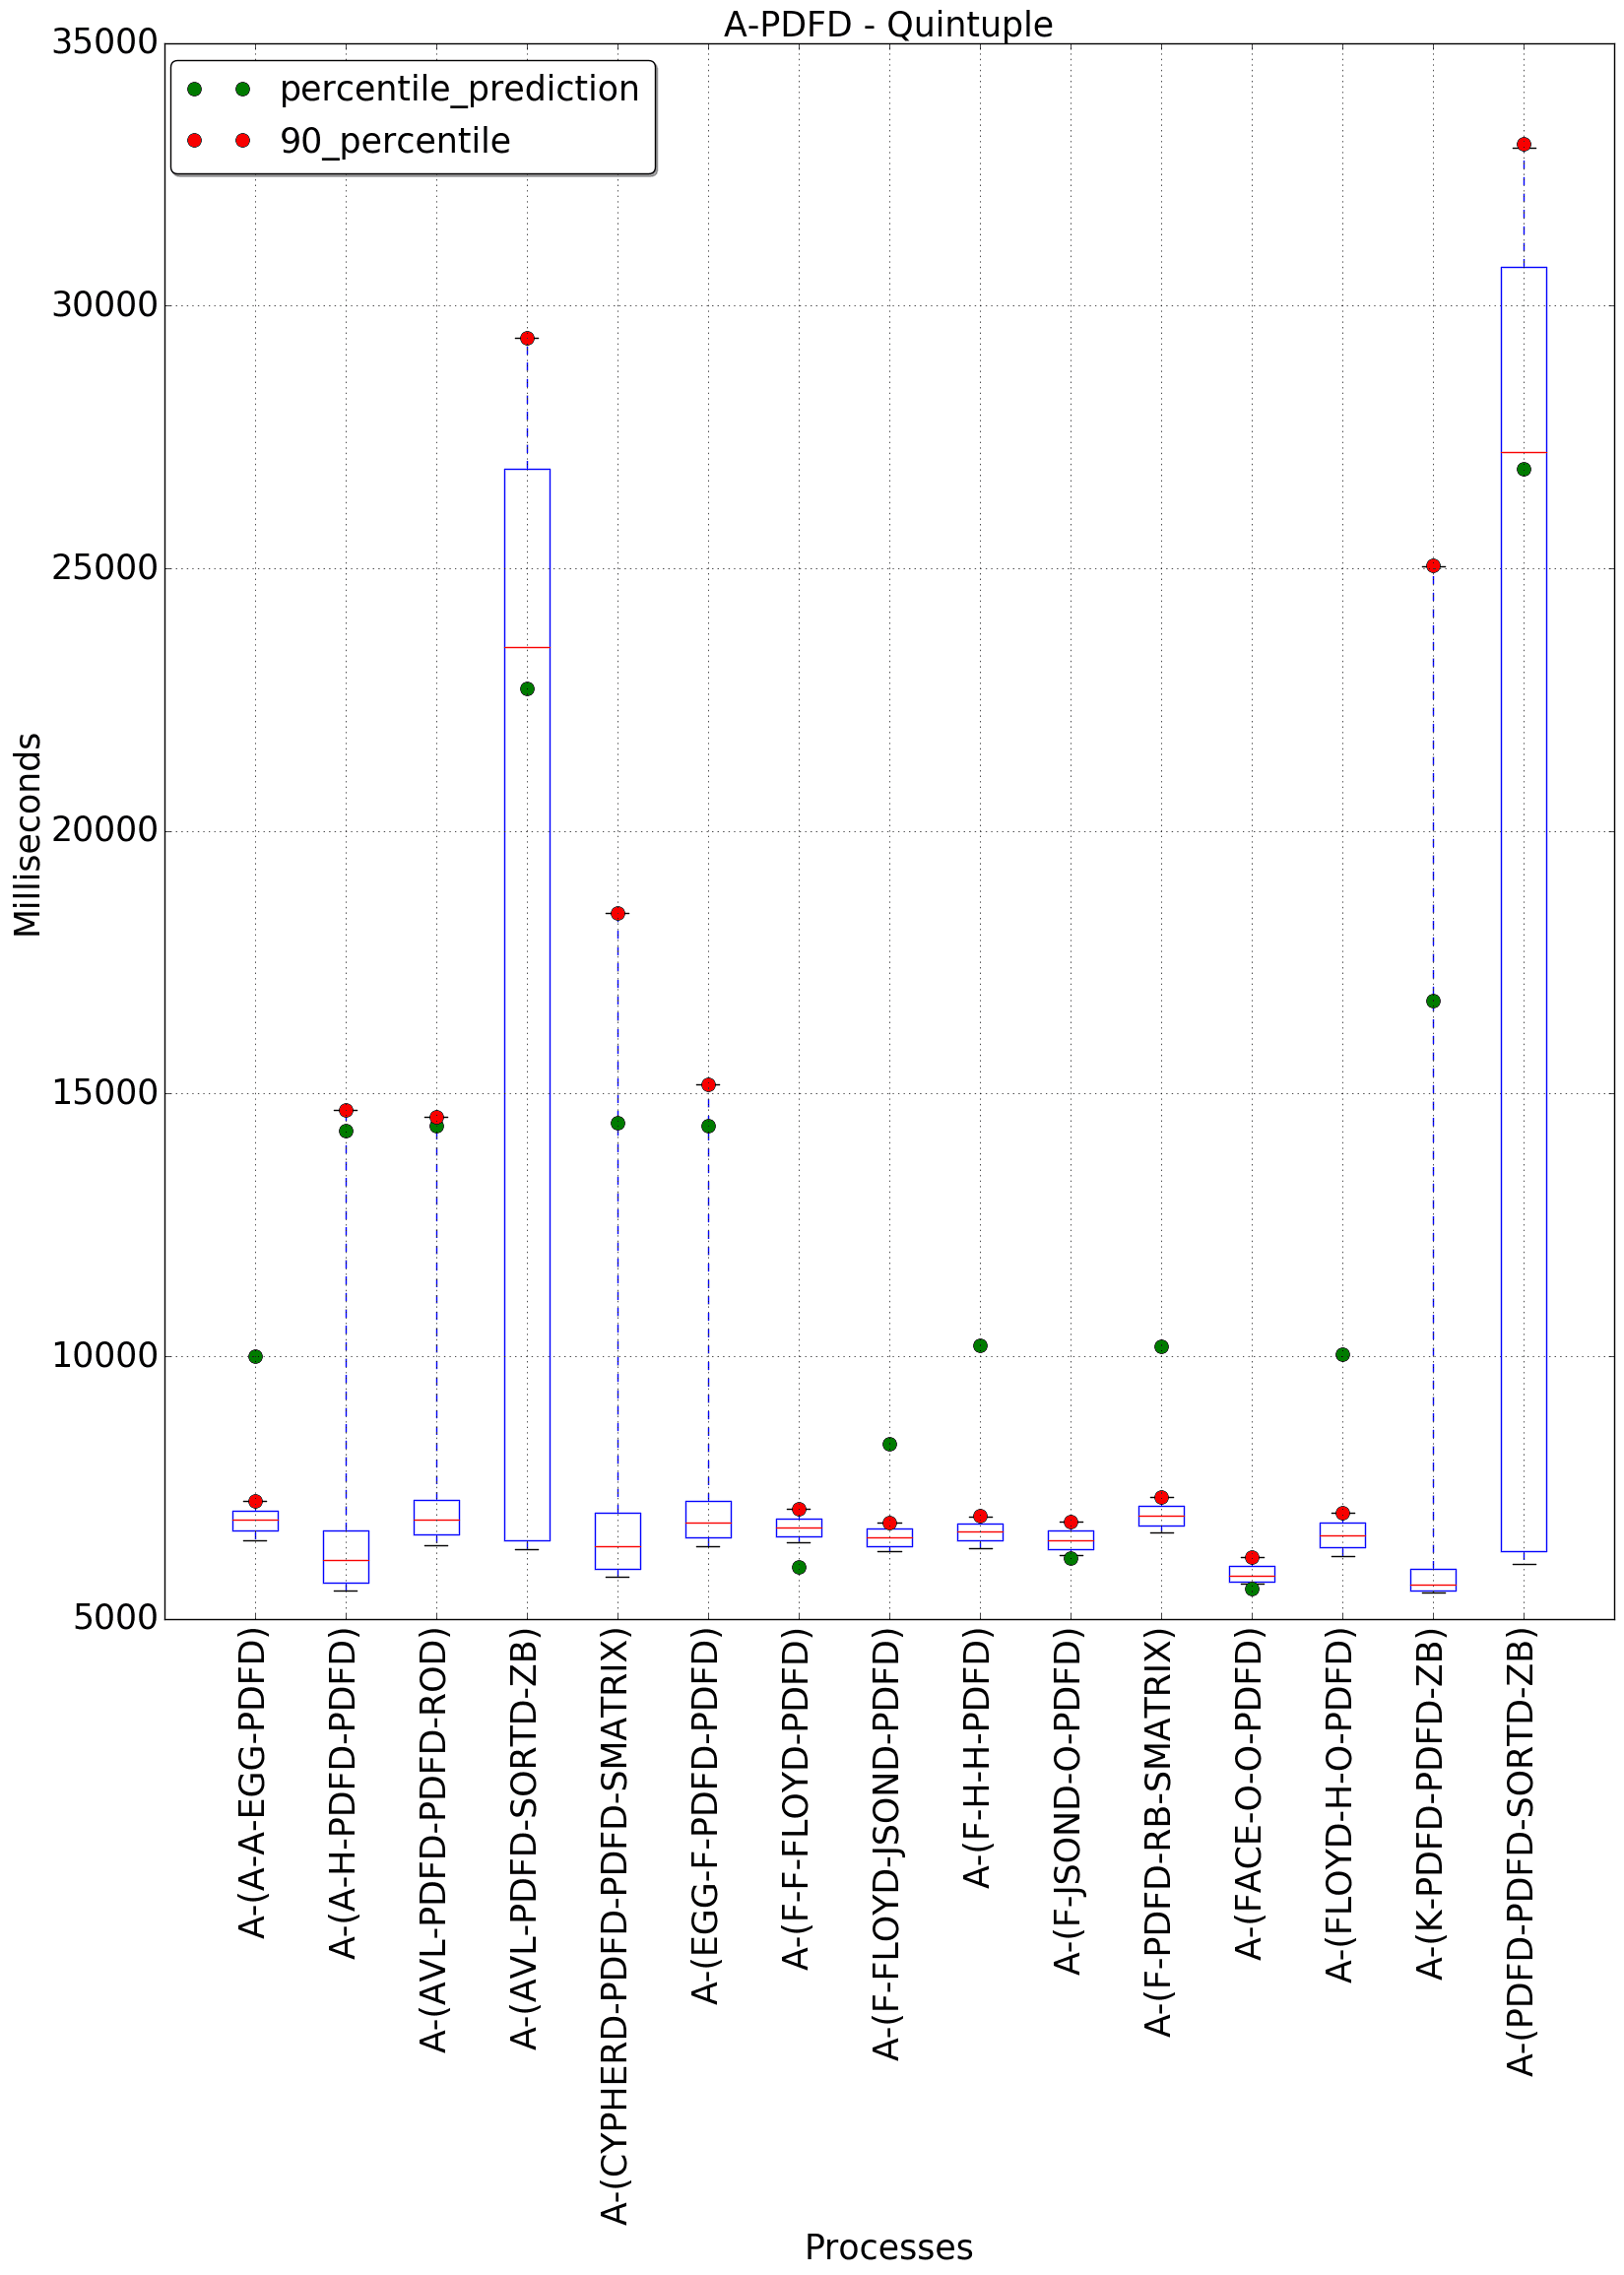 A-PDFD - Quintuple
percentile_prediction
90_percentile
35000
30000
25000
20000
15000
10000
5000
Milliseconds
A-(A-A-EGG-PDFD)
A-(A-H-PDFD-PDFD)
A-(AVL-PDFD-PDFD-ROD)
A-(AVL-PDFD-SORTD-ZB)
A-(CYPHERD-PDFD-PDFD-SMATRIX)
A-(EGG-F-PDFD-PDFD)
A-(F-F-FLOYD-PDFD)
A-(F-FLOYD-JSOND-PDFD)
A-(F-H-H-PDFD)
A-(F-JSOND-O-PDFD)
A-(F-PDFD-RB-SMATRIX)
A-(FACE-O-O-PDFD)
A-(FLOYD-H-O-PDFD)
A-(K-PDFD-PDFD-ZB)
A-(PDFD-PDFD-SORTD-ZB)
Processes